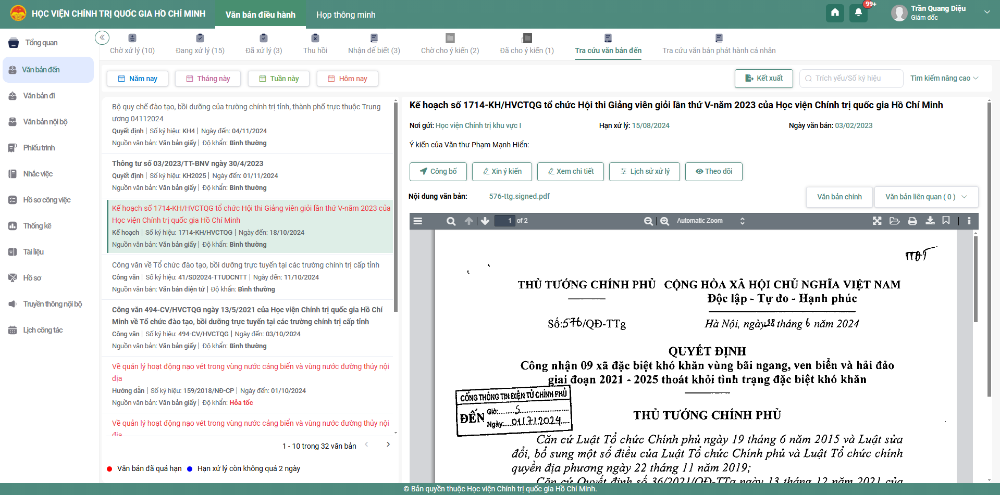 HỌC VIỆN CHÍNH TRỊ QUỐC GIA HỒ CHÍ MINH
Văn bản điều hành
Họp thông minh
99+
Trần Quang Diệu
Giám đốc
Tổng quan
Văn bản đến
Văn bản đi
Văn bản nội bộ
Phiếu trình
Nhắc việc
Hồ sơ công việc
Thống kê
Tài liệu
Hồ sơ
Truyền thông nội bộ
Lịch công tác
Chờ xử lý (10)
Đang xử lý (15)
Đã xử lý (3)
Thu hồi
Nhận để biết (3)
Chờ cho ý kiến (2)
Đã cho ý kiến (1)
Tra cứu văn bản đến
Tra cứu văn bản phát hành cá nhân
Năm nay
Tháng này
Tuần này
Hôm nay
Kết xuất
Trích yếu/Số ký hiệu
Tìm kiếm nâng cao
Bộ quy chế đào tạo, bồi dưỡng của trường chính trị tỉnh, thành phố trực thuộc Trung
ương 04112024
Quyết định | Số ký hiệu: KH4 | Ngày đến: 04/11/2024
Nguồn văn bản: Văn bản giấy | Độ khẩn: Bình thường
Thông tư số 03/2023/TT-BNV ngày 30/4/2023
Quyết định | Số ký hiệu: KH2025 | Ngày đến: 01/11/2024
Nguồn văn bản: Văn bản giấy | Độ khẩn: Bình thường
Kế hoạch số 1714-KH/HVCTQG tổ chức Hội thi Giảng viên giỏi lần thứ V-năm 2023 của
Học viện Chính trị quốc gia Hồ Chí Minh
Kế hoạch | Số ký hiệu: 1714-KH/HVCTQG | Ngày đến: 18/10/2024
Nguồn văn bản: Văn bản giấy | Độ khẩn: Bình thường
Công văn về Tổ chức đào tạo, bồi dưỡng trực tuyến tại các trường chính trị cấp tỉnh
Công văn | Số ký hiệu: 41/SD2024-TTUDCNTT | Ngày đến: 11/10/2024
Nguồn văn bản: Văn bản điện tử | Độ khẩn: Bình thường
Công văn 494-CV/HVCTQG ngày 13/5/2021 của Học viện Chính trị quốc gia Hồ Chí
Minh về Tổ chức đào tạo, bồi dưỡng trực tuyến tại các trường chính trị cấp tỉnh
Công văn | Số ký hiệu: 494-CV/HVCTQG | Ngày đến: 03/10/2024
Nguồn văn bản: Văn bản giấy | Độ khẩn: Bình thường
Về quản lý hoạt động nạo vét trong vùng nước cảng biển và vùng nước đường thủy nội
địa
Hướng dẫn | Số ký hiệu: 159/2018/NĐ-CP | Ngày đến: 01/10/2024
Nguồn văn bản: Văn bản giấy | Độ khẩn: Hỏa tốc
Về quản lý hoạt động nạo vét trong vùng nước cảng biển và vùng nước đường thủy nội
địa
1 - 10 trong 32 văn bản
Văn bản đã quá hạn
Hạn xử lý còn không quá 2 ngày
Kế hoạch số 1714-KH/HVCTQG tổ chức Hội thi Giảng viên giỏi lần thứ V-năm 2023 của Học viện Chính trị quốc gia Hồ Chí Minh
Nơi gửi: Học viện Chính trị khu vực I
Hạn xử lý: 15/08/2024
Ngày văn bản: 03/02/2023
Ý kiến của Văn thư Phạm Mạnh Hiển:
Công bố
Xin ý kiến
Xem chi tiết
Lịch sử xử lý
Theo dõi
Nội dung văn bản:
576-ttg.signed.pdf
Văn bản chính
Văn bản liên quan ( 0 )
1 of 2
Automatic Zoom
TTĐT
THỦ TƯỚNG CHÍNH PHỦ
CỘNG HÒA XÃ HỘI CHỦ NGHĨA VIỆT NAM
Độc lập - Tự do - Hạnh phúc
Số:576/QĐ-TTg
Hà Nội, ngày 28 tháng 6 năm 2024
QUYẾT ĐỊNH
Công nhận 09 xã đặc biệt khó khăn vùng bãi ngang, ven biển và hải đảo
giai đoạn 2021 - 2025 thoát khỏi tình trạng đặc biệt khó khăn
CỔNG THÔNG TIN ĐIỆN TỬ CHÍNH PHỦ
ĐẾN
Giờ:.....S.....
Ngày:....01/7/2024....
THỦ TƯỚNG CHÍNH PHỦ
Căn cứ Luật Tổ chức Chính phủ ngày 19 tháng 6 năm 2015 và Luật sửa
đổi, bổ sung một số điều của Luật Tổ chức Chính phủ và Luật Tổ chức chính
quyền địa phương ngày 22 tháng 11 năm 2019;
Căn cứ Quyết định số 36/2021/QĐ-TTg ngày 13 tháng 12 năm 2021 của
© Bản quyền thuộc Học viện Chính trị quốc gia Hồ Chí Minh.